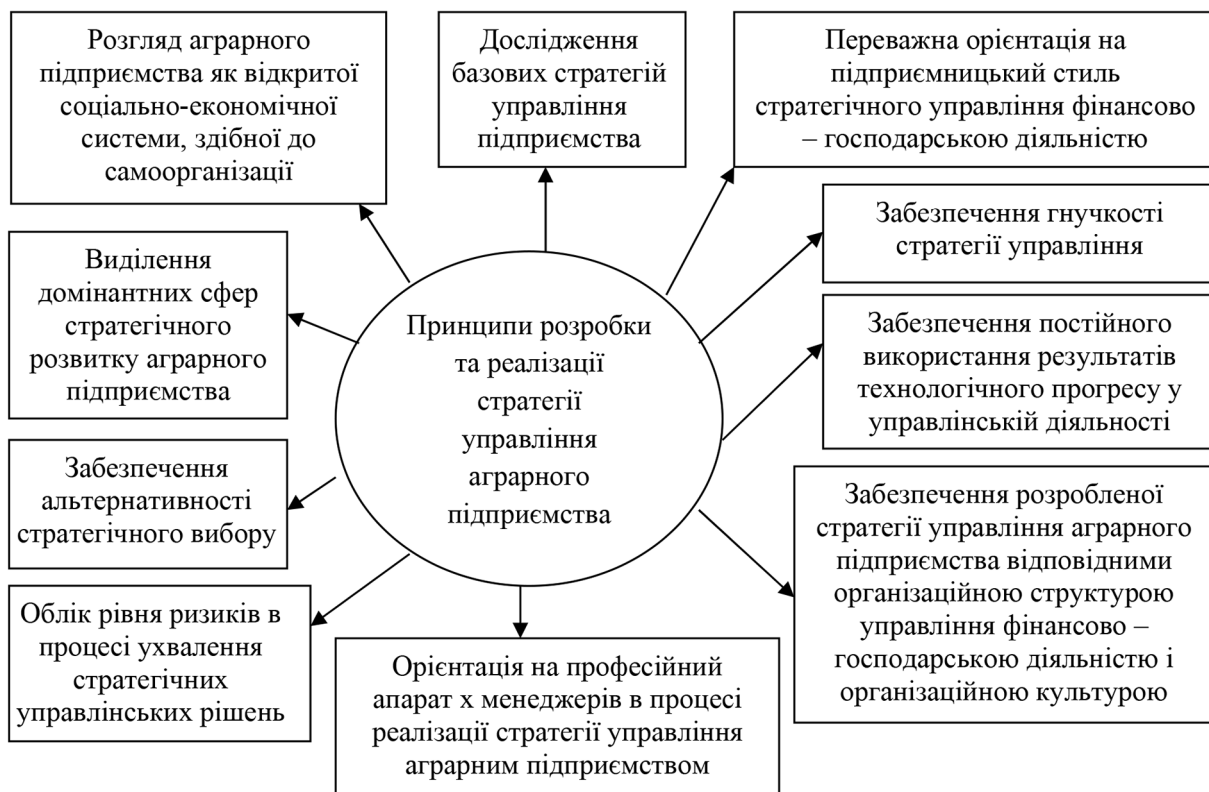 Розгляд аграрного
підприємства як відкритої
соціально-економічної
системи, здібної до
самоорганізації
Дослідження
базових стратегій
управління
підприємства
Переважна орієнтація на
підприємницький стиль
стратегічного управління фінансово
– господарською діяльністю
Забезпечення гнучкості
стратегії управління
Виділення
домінантних сфер
стратегічного
розвитку аграрного
підприємства
Принципи розробки
та реалізації
стратегії
управління
аграрного
підприємства
Забезпечення постійного
використання результатів
технологічного прогресу у
управлінській діяльності
Забезпечення
альтернативності
стратегічного вибору
Забезпечення розробленої
стратегії управління аграрного
підприємства відповідними
організаційною структурою
управління фінансово –
господарською діяльністю і
організаційною культурою
Облік рівня ризиків в
процесі ухвалення
стратегічних
управлінських рішень
Орієнтація на професійний
апарат х менеджерів в процесі
реалізації стратегії управління
аграрним підприємством